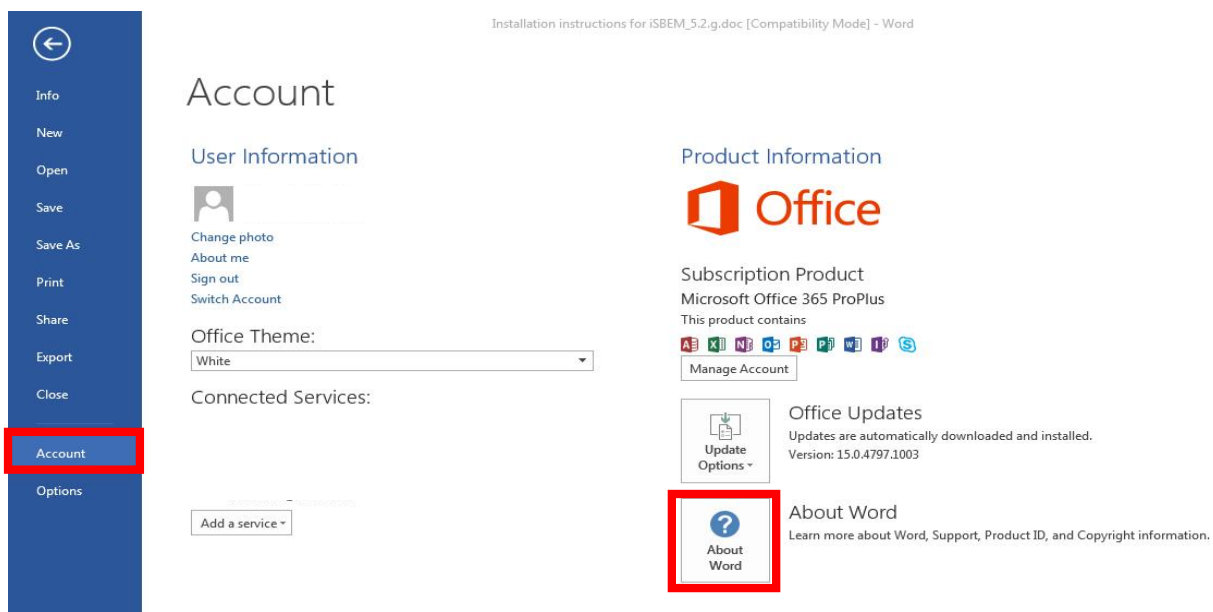 Installation instructions for iSBEM_5.2.g.doc [Compatibility Mode] - Word
Info
New
Open
Save
Save As
Print
Share
Export
Close
Account
Options
Account
User Information
Change photo
About me
Sign out
Switch Account
Office Theme:
White
Connected Services:
Add a service
Product Information
Office
Subscription Product
Microsoft Office 365 ProPlus
This product contains
Manage Account
Update
Options
Office Updates
Updates are automatically downloaded and installed.
Version: 15.0.4797.1003
About
Word
About Word
Learn more about Word, Support, Product ID, and Copyright information.